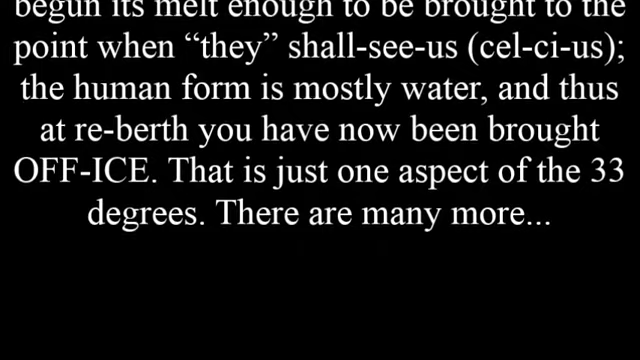 begun its melt enough to be brought to the
point when “they” shall-see-us (cel-ci-us);
the human form is mostly water, and thus
at re-berth you have now been brought
OFF-ICE. That is just one aspect of the 33
degrees. There are many more...